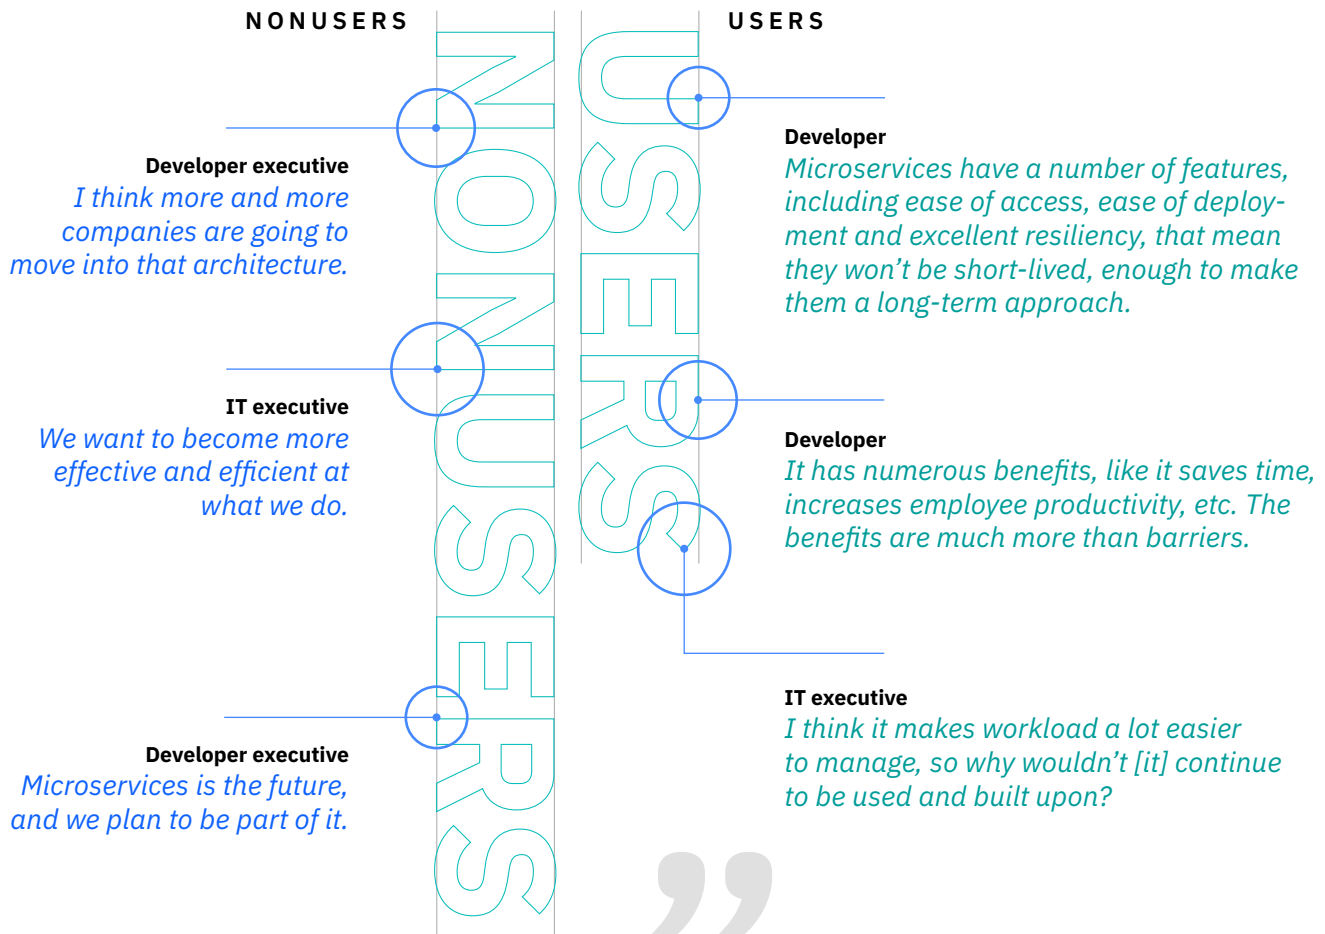 NONUSERS
Developer executive
I think more and more
companies are going to
move into that architecture.
IT executive
We want to become more
effective and efficient at
what we do.
Developer executive
Microservices is the future,
and we plan to be part of it.
NONUSERS
USERS
USERS
Developer
Microservices have a number of features,
including ease of access, ease of deploy-
ment and excellent resiliency, that mean
they won’t be short-lived, enough to make
them a long-term approach.
Developer
It has numerous benefits, like it saves time,
increases employee productivity, etc. The
benefits are much more than barriers.
IT executive
I think it makes workload a lot easier
to manage, so why wouldn’t [it] continue
to be used and built upon?
”